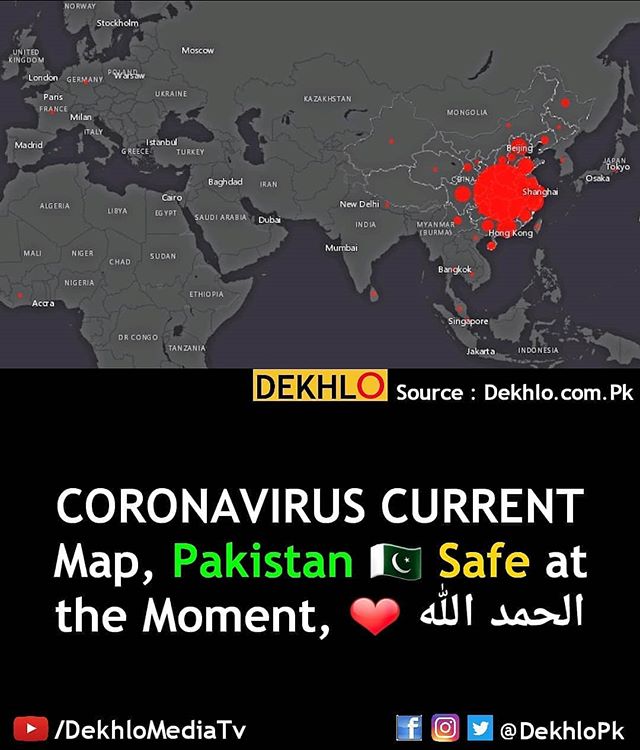 NORWAY
Stockholm
Moscow
UNITED
KINGDOM
London
GERMANY
POLAND
Warsaw
Paris
FRANCE
UKRAINE
KAZAKHSTAN
Milan
MONGOLIA
ITALY
Istanbul
Madrid
GREECE
TURKEY
Beijing
JAPAN
Tokyo
Osaka
Baghdad
IRAN
CHINA
Shanghai
Cairo
New Delhi
ALGERIA
LIBYA
EGYPT
SAUDI ARABIA
Dubai
INDIA
MYANMAR
(BURMA)
Hong Kong
Mumbai
MALI
NIGER
CHAD
SUDAN
Bangkok
NIGERIA
ETHIOPIA
Accra
Singapore
DR CONGO
TANZANIA
Jakarta
INDONESIA
DEKHLO Source : Dekhlo.com.Pk
CORONAVIRUS CURRENT
Map, Pakistan 🇵🇰 Safe at
the Moment, ❤ الحمد الله
/DekhloMediaTv
@DekhloPk